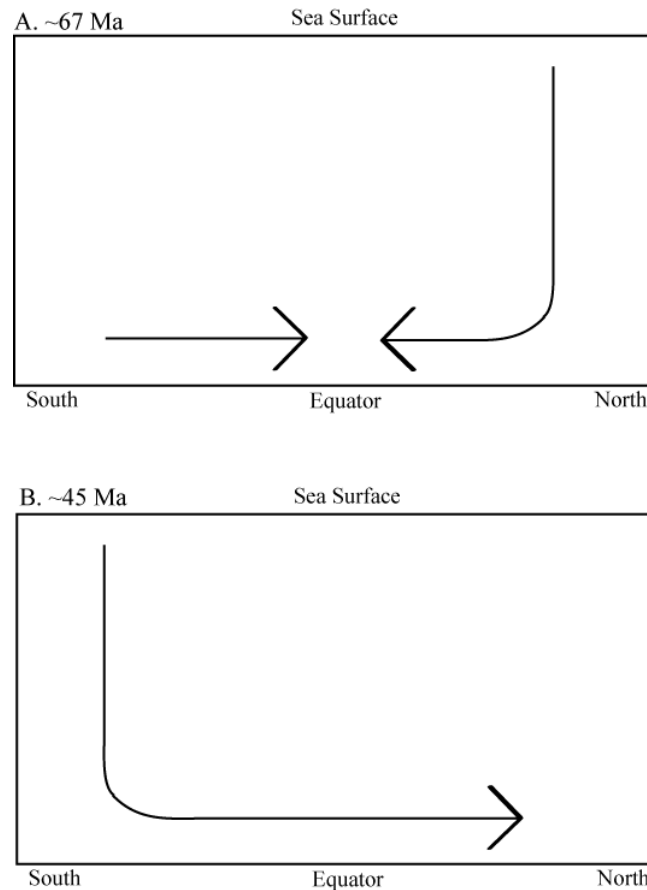 A. ~67 Ma
Sea Surface
South
Equator
North
B. ~45 Ma
Sea Surface
South
Equator
North